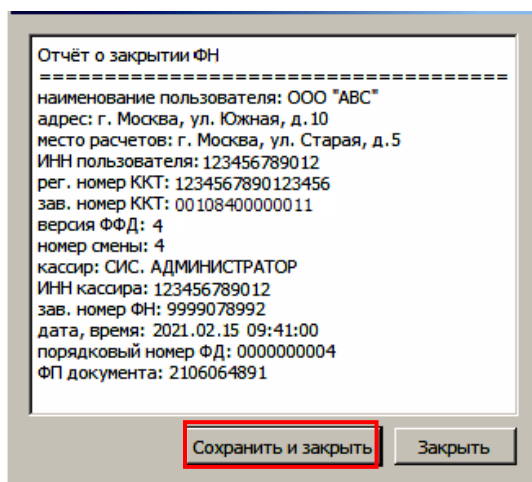 Отчёт о закрытии ФН
========================================
наименование пользователя: ООО "АВС"
адрес: г. Москва, ул. Южная, д.10
место расчетов: г. Москва, ул. Старая, д.5
ИНН пользователя: 123456789012
рег. номер ККТ: 1234567890123456
зав. номер ККТ: 00108400000011
версия ФФД: 4
номер смены: 4
кассир: СИС. АДМИНИСТРАТОР
ИНН кассира: 123456789012
зав. номер ФН: 9999078992
дата, время: 2021.02.15 09:41:00
порядковый номер ФД: 0000000004
ФП документа: 2106064891
Сохранить и закрыть
Закрыть